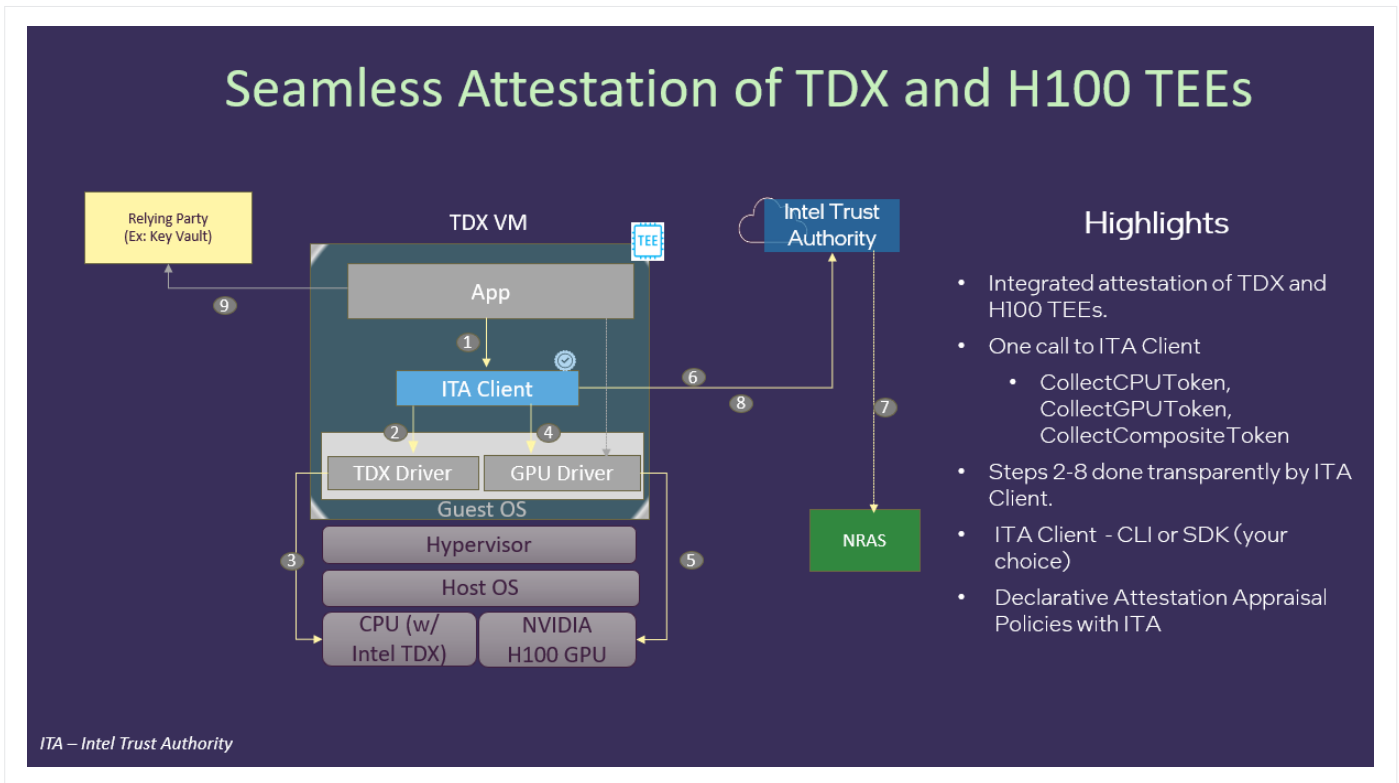 Seamless Attestation of TDX and H100 TEEs
Relying Party
(Ex: Key Vault)
TDX VM
TEE
Intel Trust
Authority
Highlights
App
9
1
ITA Client
6
8
7
2
4
TDX Driver
GPU Driver
Guest OS
Hypervisor
3
5
Host OS
CPU (w/
Intel TDX)
NVIDIA
H100 GPU
NRAS
• Integrated attestation of TDX and
H100 TEEs.
• One call to ITA Client
• CollectCPUToken,
CollectGPUToken,
CollectCompositeToken
• Steps 2-8 done transparently by ITA
Client.
• ITA Client - CLI or SDK (your
choice)
• Declarative Attestation Appraisal
Policies with ITA
ITA – Intel Trust Authority